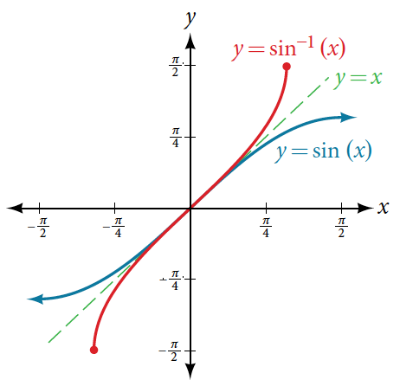 y
π/2
y = sin⁻¹ (x)
y = x
π/4
y = sin (x)
x
−π/2 −π/4 π/4 π/2
−π/4
−π/2